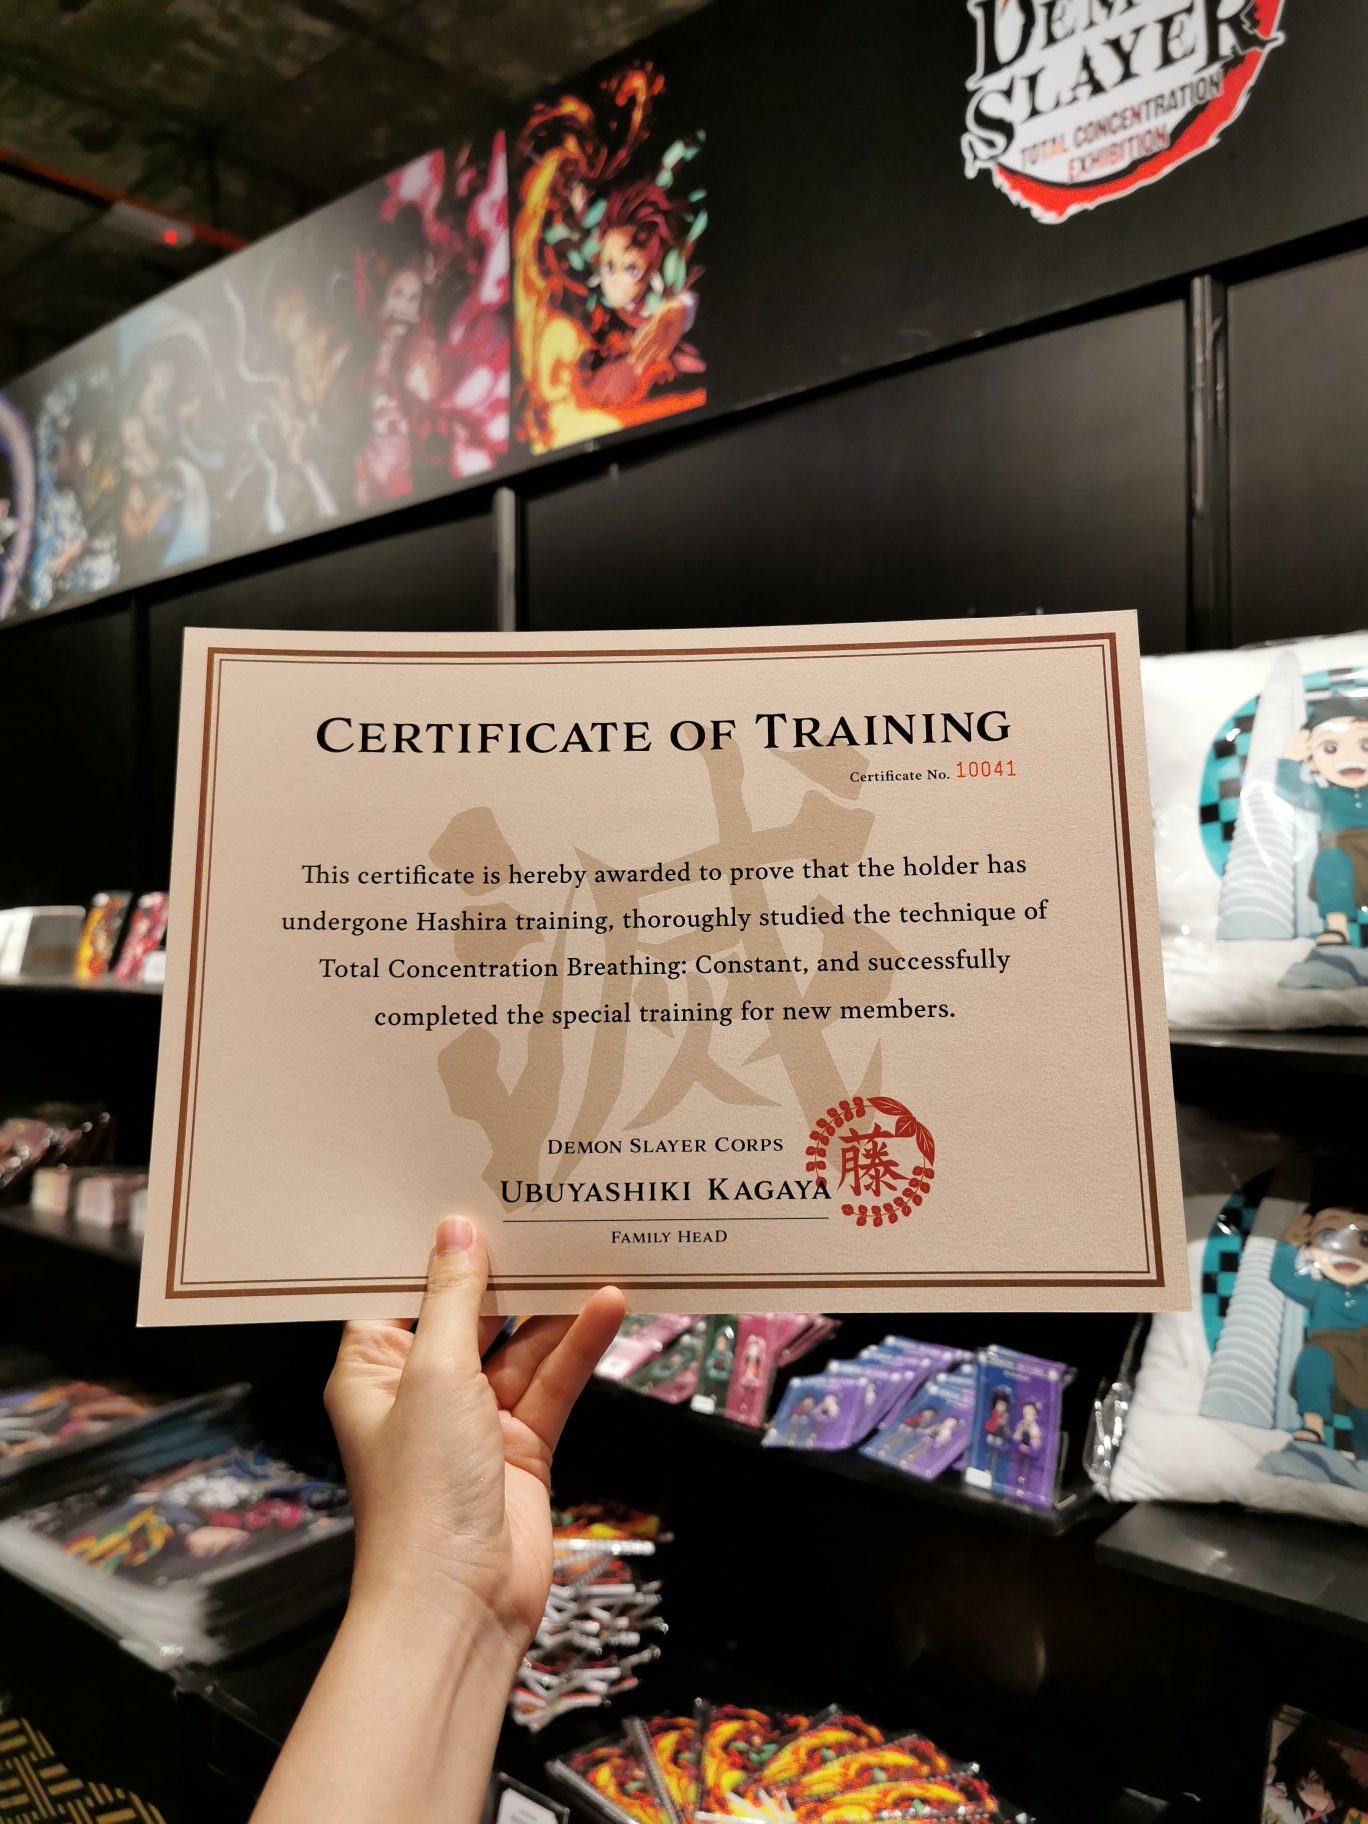 DEMON
SLAYER
TOTAL CONCENTRATION
EXHIBITION
CERTIFICATE OF TRAINING
Certificate No. 10041
滅
This certificate is hereby awarded to prove that the holder has
undergone Hashira training, thoroughly studied the technique of
Total Concentration Breathing: Constant, and successfully
completed the special training for new members.
DEMON SLAYER CORPS
UBUYASHIKI KAGAYA
藤
FAMILY HEAD